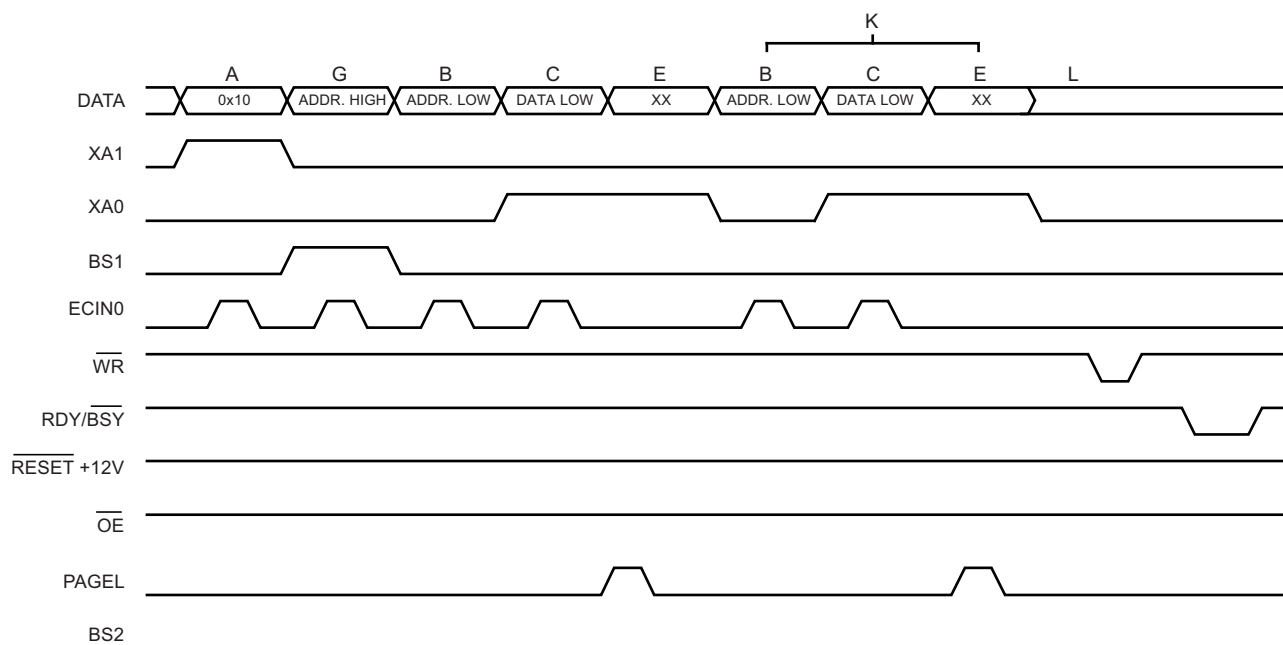 K
A G B C E B C E L
DATA 0x10 ADDR. HIGH ADDR. LOW DATA LOW XX ADDR. LOW DATA LOW XX
XA1
XA0
BS1
ECIN0
WR
RDY/BSY
RESET +12V
OE
PAGEL
BS2